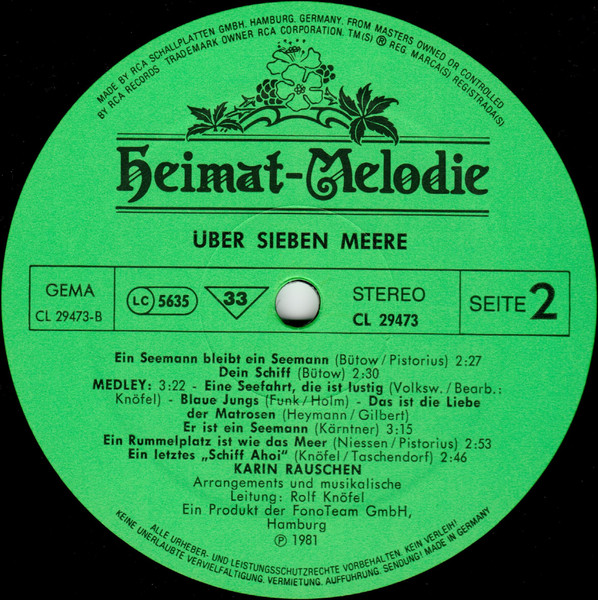 MADE BY RCA SCHALLPLATTEN GMBH, HAMBURG, GERMANY, FROM MASTERS OWNED OR CONTROLLED
BY RCA RECORDS TRADEMARK OWNER RCA CORPORATION. TM(S) ® REG. MARCA(S) REGISTRADA(S)
Heimat-Melodie
ÜBER SIEBEN MEERE
GEMA
CL 29473-B
LC 5635
33
STEREO
CL 29473
SEITE 2
Ein Seemann bleibt ein Seemann (Bütow/Pistorius) 2:27
Dein Schiff (Bütow) 2:30
MEDLEY: 3:22 - Eine Seefahrt, die ist lustig (Volksw./Bearb.:
Knöfel) - Blaue Jungs (Funk/Holm) - Das ist die Liebe
der Matrosen (Heymann/Gilbert)
Er ist ein Seemann (Kärntner) 3:15
Ein Rummelplatz ist wie das Meer (Niessen/Pistorius) 2:53
Ein letztes „Schiff Ahoi“ (Knöfel/Taschendorf) 2:46
KARIN RAUSCHEN
Arrangements und musikalische
Leitung: Rolf Knöfel
Ein Produkt der FonoTeam GmbH,
Hamburg
℗ 1981
ALLE URHEBER- UND LEISTUNGSSCHUTZRECHTE VORBEHALTEN. KEIN VERLEIH!
KEINE UNERLAUBTE VERVIELFÄLTIGUNG, VERMIETUNG, AUFFÜHRUNG, SENDUNG! MADE IN GERMANY